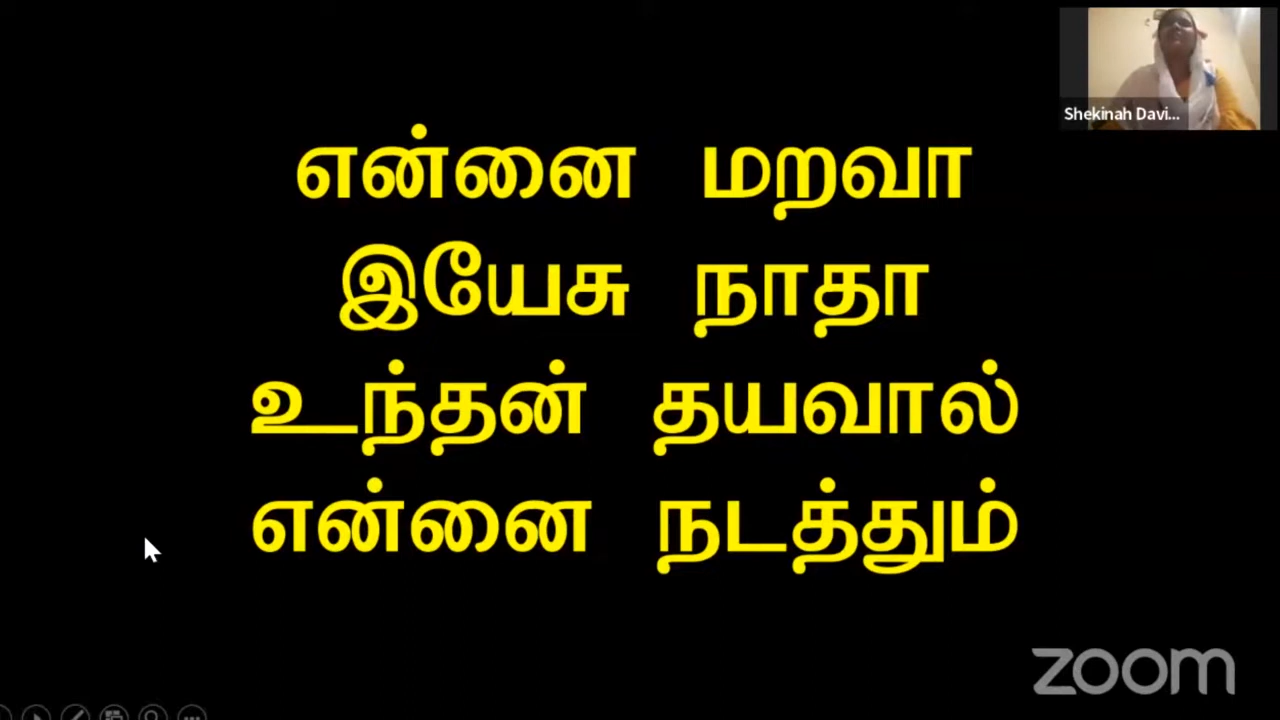 Shekinah Davi...
என்னை மறவா
இயேசு நாதா
உந்தன் தயவால்
என்னை நடத்தும்
zoom